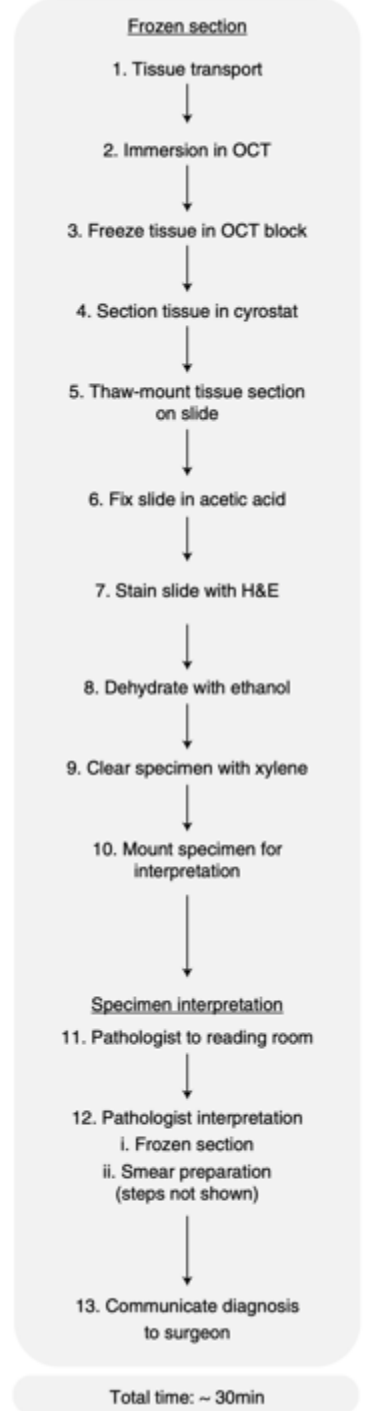 Frozen section
1. Tissue transport
2. Immersion in OCT
3. Freeze tissue in OCT block
4. Section tissue in cyrostat
5. Thaw-mount tissue section
on slide
6. Fix slide in acetic acid
7. Stain slide with H&E
8. Dehydrate with ethanol
9. Clear specimen with xylene
10. Mount specimen for
interpretation
Specimen interpretation
11. Pathologist to reading room
12. Pathologist interpretation
i. Frozen section
ii. Smear preparation
(steps not shown)
13. Communicate diagnosis
to surgeon
Total time: ~ 30min